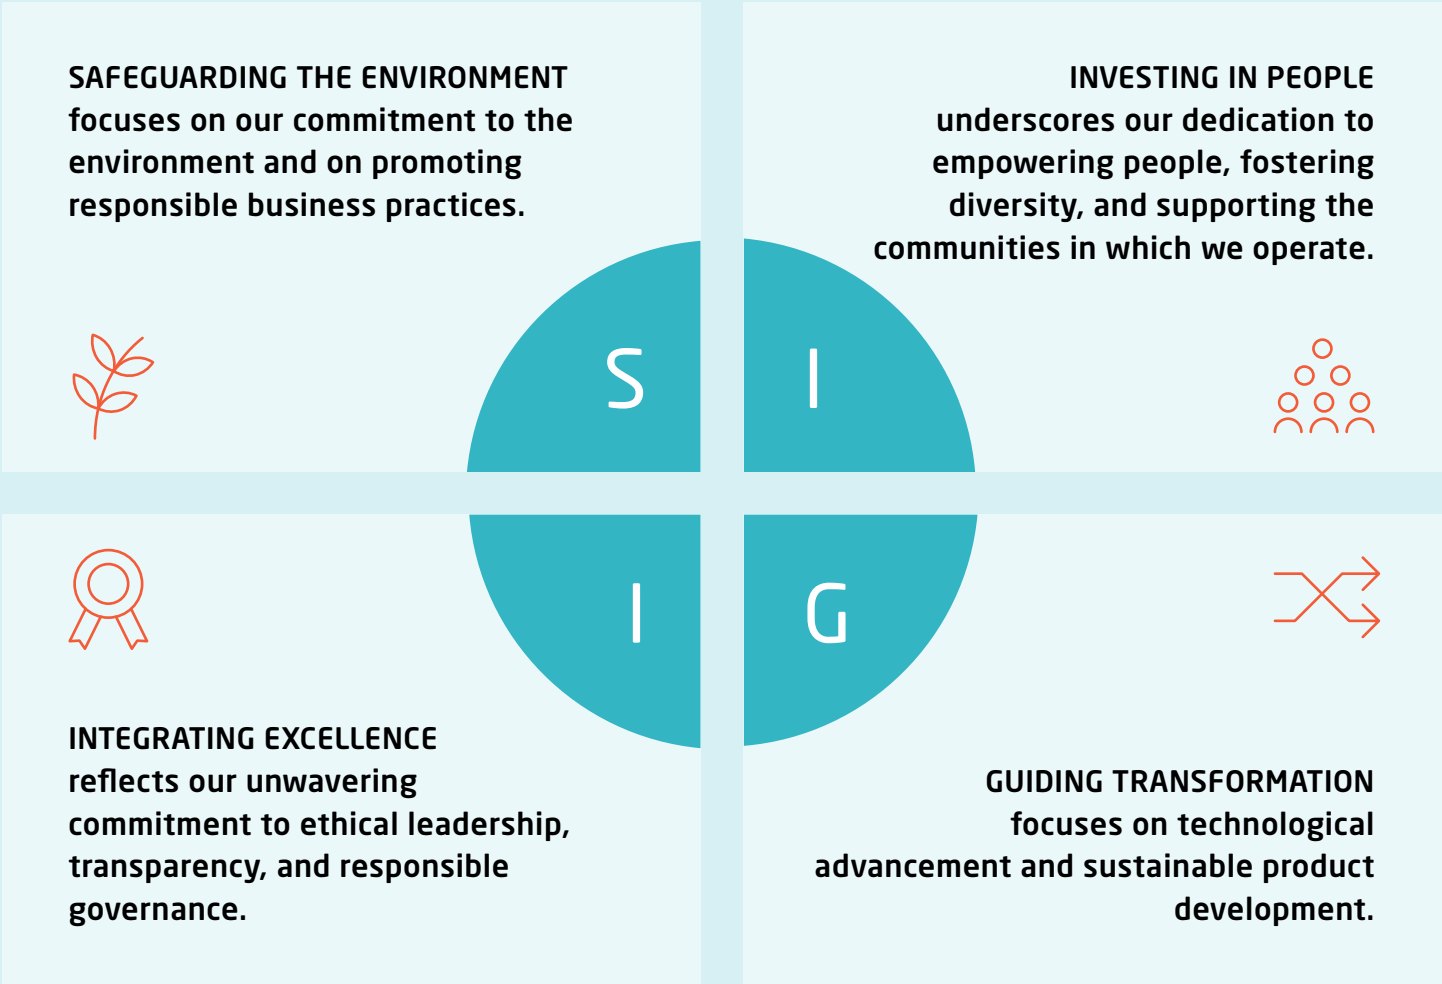 SAFEGUARDING THE ENVIRONMENT
focuses on our commitment to the
environment and on promoting
responsible business practices.
S
INVESTING IN PEOPLE
underscores our dedication to
empowering people, fostering
diversity, and supporting the
communities in which we operate.
I
I
INTEGRATING EXCELLENCE
reflects our unwavering
commitment to ethical leadership,
transparency, and responsible
governance.
G
GUIDING TRANSFORMATION
focuses on technological
advancement and sustainable product
development.